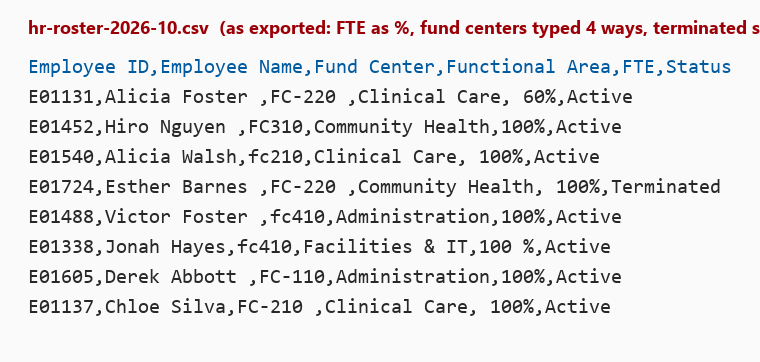 hr-roster-2026-10.csv (as exported: FTE as %, fund centers typed 4 ways, terminated s
Employee ID,Employee Name,Fund Center,Functional Area,FTE,Status
E01131,Alicia Foster ,FC-220 ,Clinical Care, 60%,Active
E01452,Hiro Nguyen ,FC310,Community Health,100%,Active
E01540,Alicia Walsh,fc210,Clinical Care, 100%,Active
E01724,Esther Barnes ,FC-220 ,Community Health, 100%,Terminated
E01488,Victor Foster ,fc410,Administration,100%,Active
E01338,Jonah Hayes,fc410,Facilities & IT,100 %,Active
E01605,Derek Abbott ,FC-110,Administration,100%,Active
E01137,Chloe Silva,FC-210 ,Clinical Care, 100%,Active